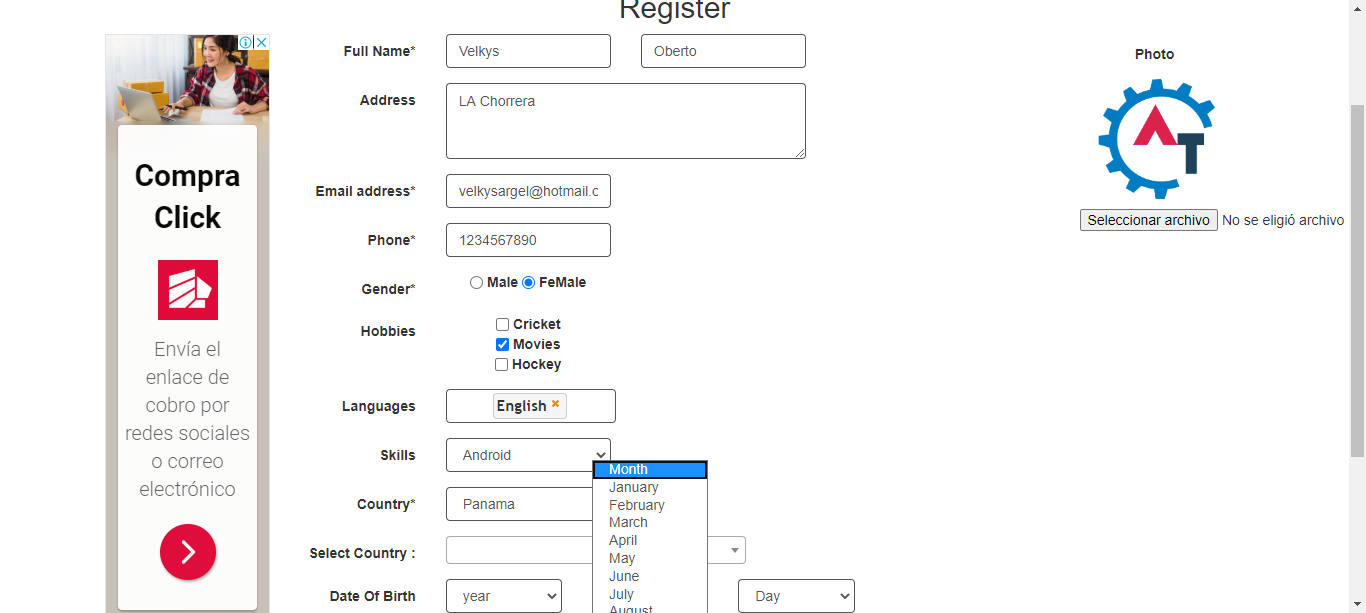 Register
Full Name*
Velkys
Oberto
Photo
Address
LA Chorrera
AT
Email address*
velkysargel@hotmail.c
Seleccionar archivo No se eligió archivo
Phone*
1234567890
Gender*
Male FeMale
Hobbies
Cricket
Movies
Hockey
Languages
English
Skills
Android
Country*
Panama
Select Country :
Date Of Birth
year
Month
January
February
March
April
May
June
July
August
Day
Compra
Click
Envía el
enlace de
cobro por
redes sociales
o correo
electrónico